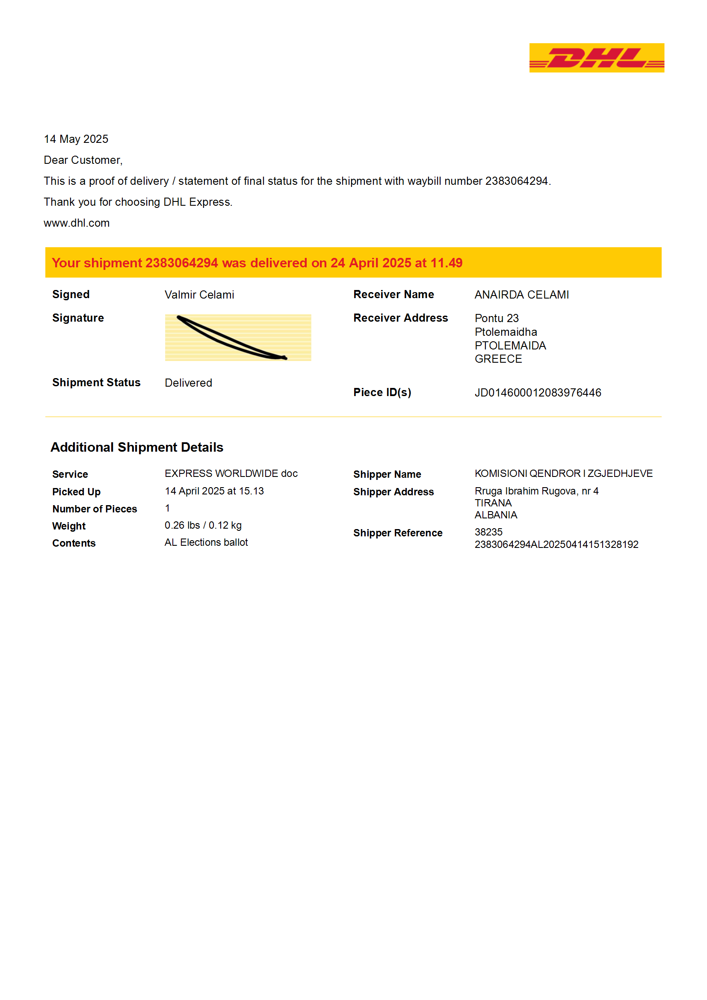 DHL
14 May 2025
Dear Customer,
This is a proof of delivery / statement of final status for the shipment with waybill number 2383064294.
Thank you for choosing DHL Express.
www.dhl.com
Your shipment 2383064294 was delivered on 24 April 2025 at 11.49
Signed Valmir Celami
Receiver Name ANAIRDA CELAMI
Signature
Receiver Address Pontu 23
Ptolemaidha
PTOLEMAIDA
GREECE
Shipment Status Delivered
Piece ID(s) JD014600012083976446
Additional Shipment Details
Service EXPRESS WORLDWIDE doc
Shipper Name KOMISIONI QENDROR I ZGJEDHJEVE
Picked Up 14 April 2025 at 15.13
Shipper Address Rruga Ibrahim Rugova, nr 4
TIRANA
ALBANIA
Number of Pieces 1
Weight 0.26 lbs / 0.12 kg
Shipper Reference 38235
2383064294AL20250414151328192
Contents AL Elections ballot